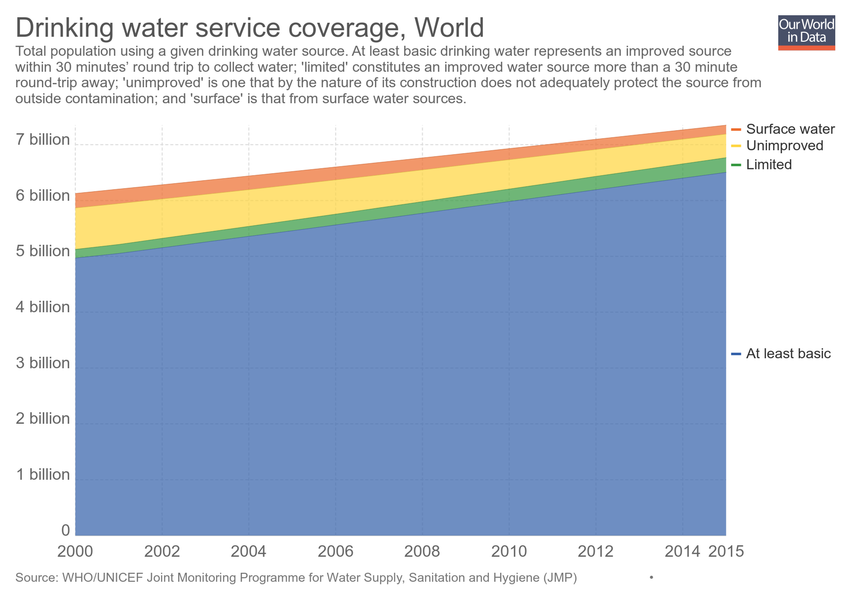 Drinking water service coverage, World
Our World
in Data
Total population using a given drinking water source. At least basic drinking water represents an improved source
within 30 minutes' round trip to collect water; 'limited' constitutes an improved water source more than a 30 minute
round-trip away; 'unimproved' is one that by the nature of its construction does not adequately protect the source from
outside contamination; and 'surface' is that from surface water sources.
7 billion
6 billion
5 billion
4 billion
3 billion
2 billion
1 billion
0
Surface water
Unimproved
Limited
At least basic
2000 2002 2004 2006 2008 2010 2012 2014 2015
Source: WHO/UNICEF Joint Monitoring Programme for Water Supply, Sanitation and Hygiene (JMP) •